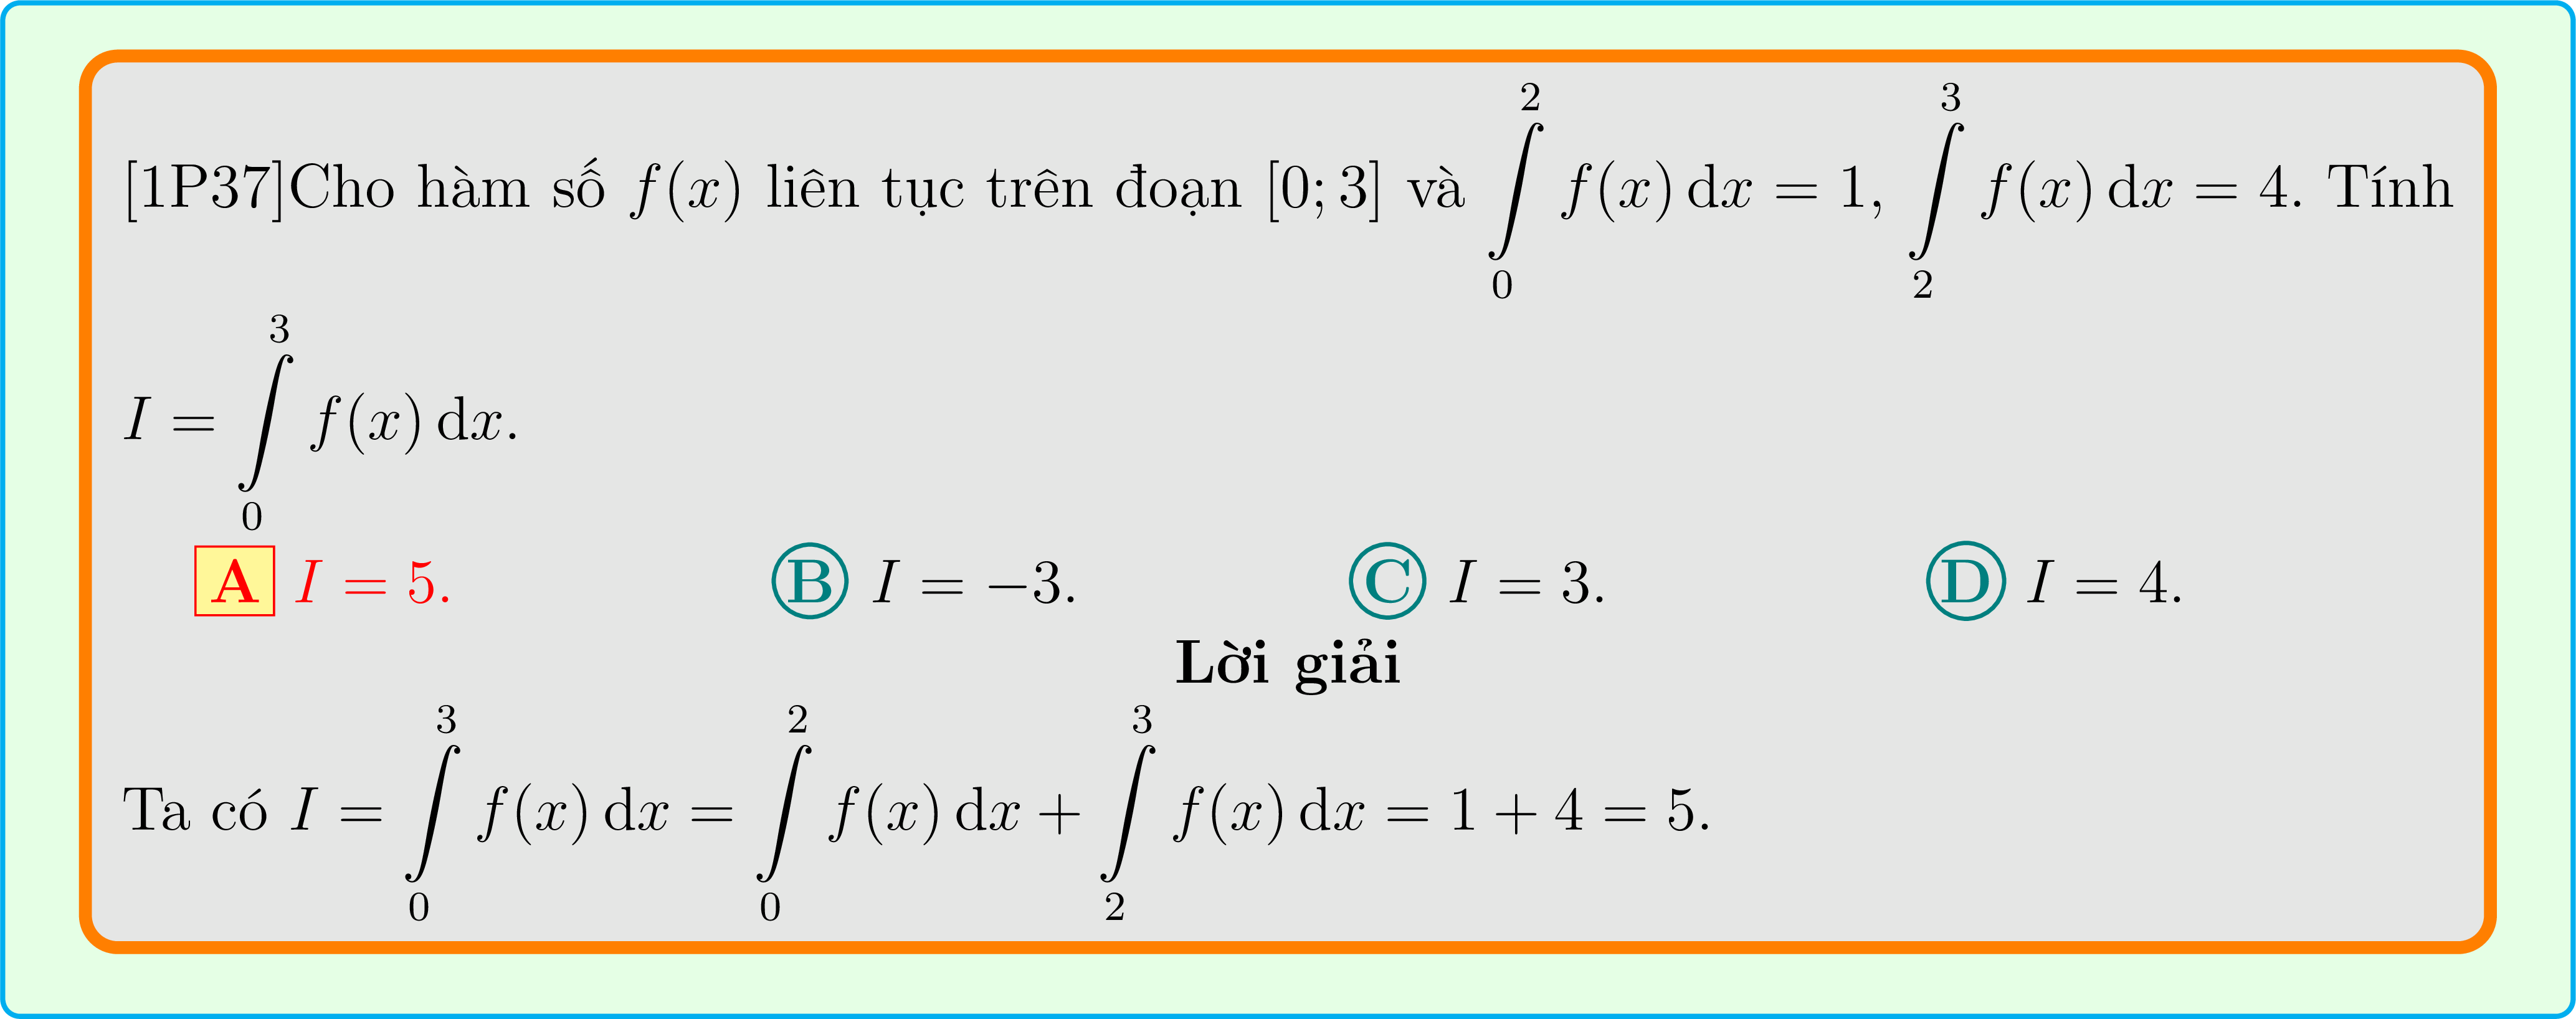 [1P37]Cho hàm số $f(x)$ liên tục trên đoạn $[0;3]$ và $\int\limits_0^2 f(x)\,\mathrm{d}x = 1$, $\int\limits_2^3 f(x)\,\mathrm{d}x = 4$. Tính
$I = \int\limits_0^3 f(x)\,\mathrm{d}x$.
A $I = 5$. B $I = -3$. C $I = 3$. D $I = 4$.
Lời giải
Ta có $I = \int\limits_0^3 f(x)\,\mathrm{d}x = \int\limits_0^2 f(x)\,\mathrm{d}x + \int\limits_2^3 f(x)\,\mathrm{d}x = 1 + 4 = 5$.